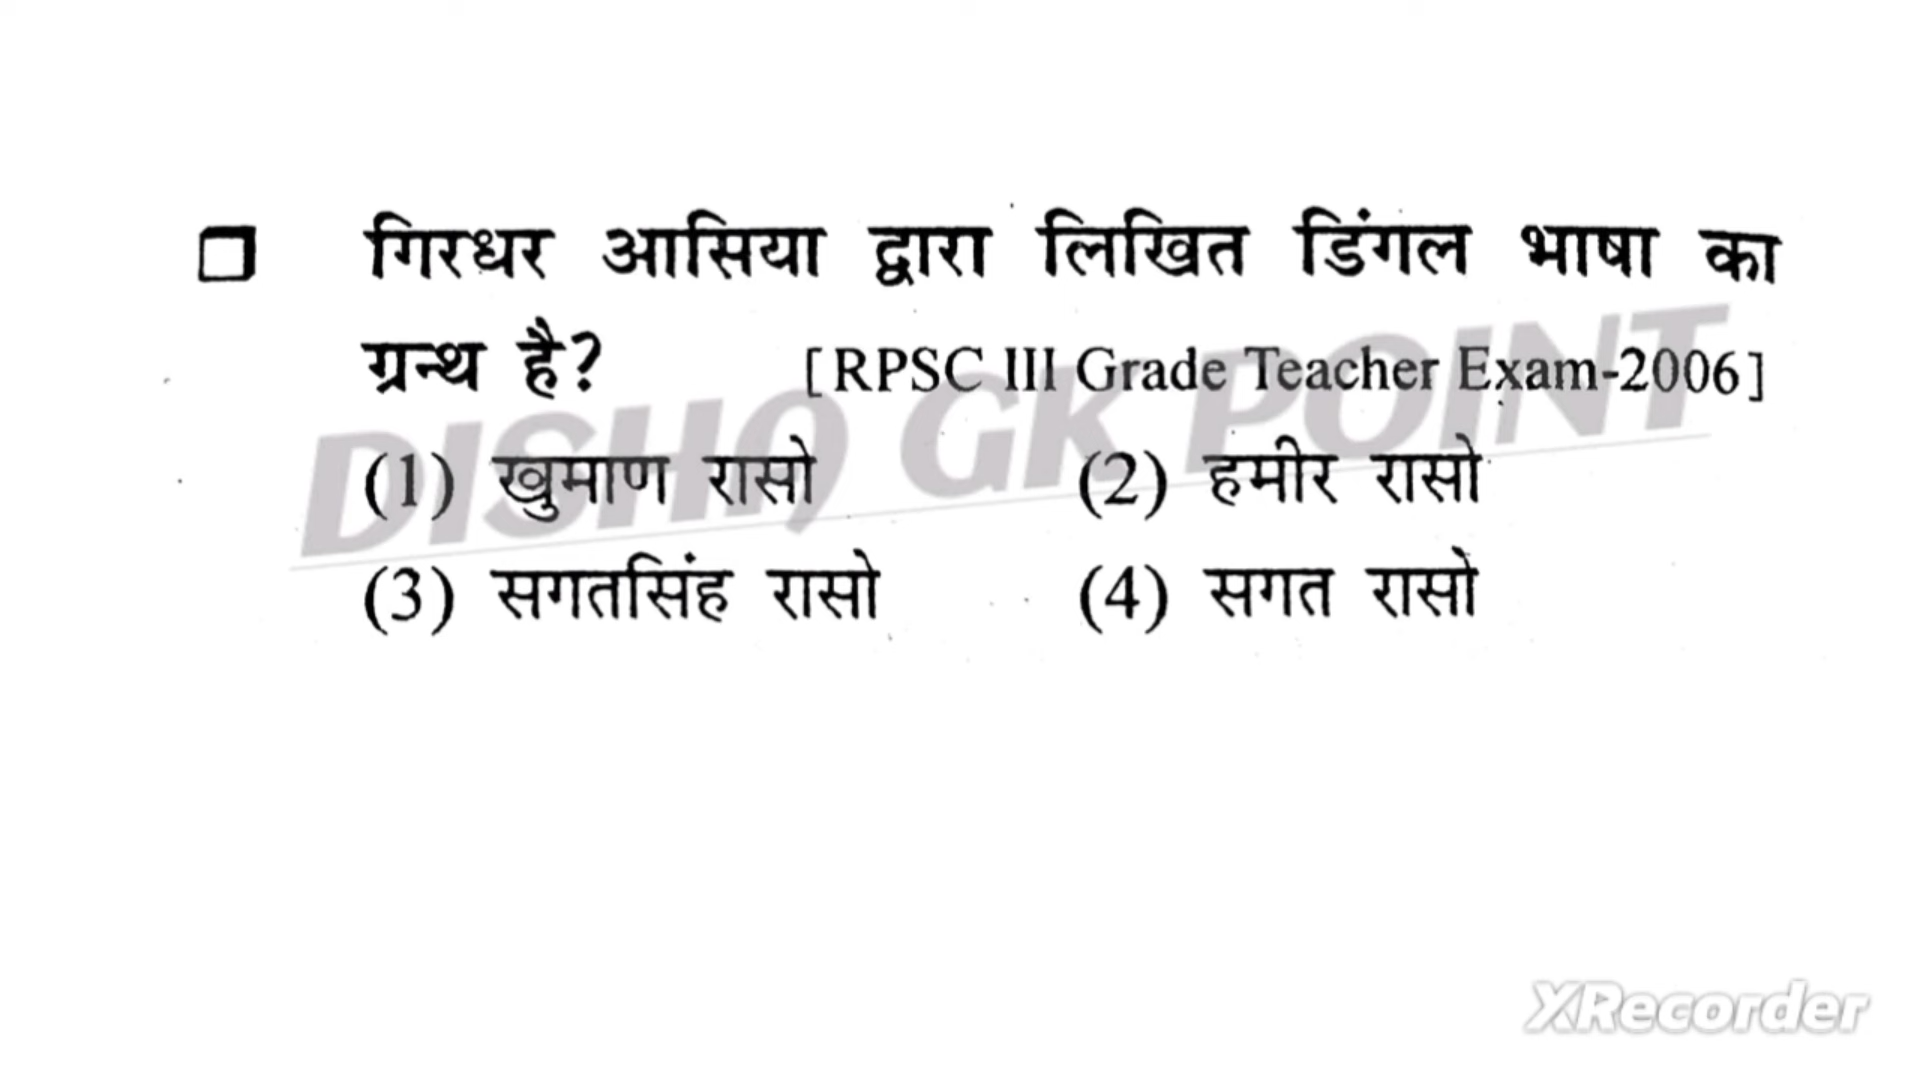 गिरधर आसिया द्वारा लिखित डिंगल भाषा का
ग्रन्थ है? [RPSC III Grade Teacher Exam-2006]
DISHA GK POINT
(1) खुमाण रासो (2) हमीर रासो
(3) सगतसिंह रासो (4) सगत रासो
XRecorder